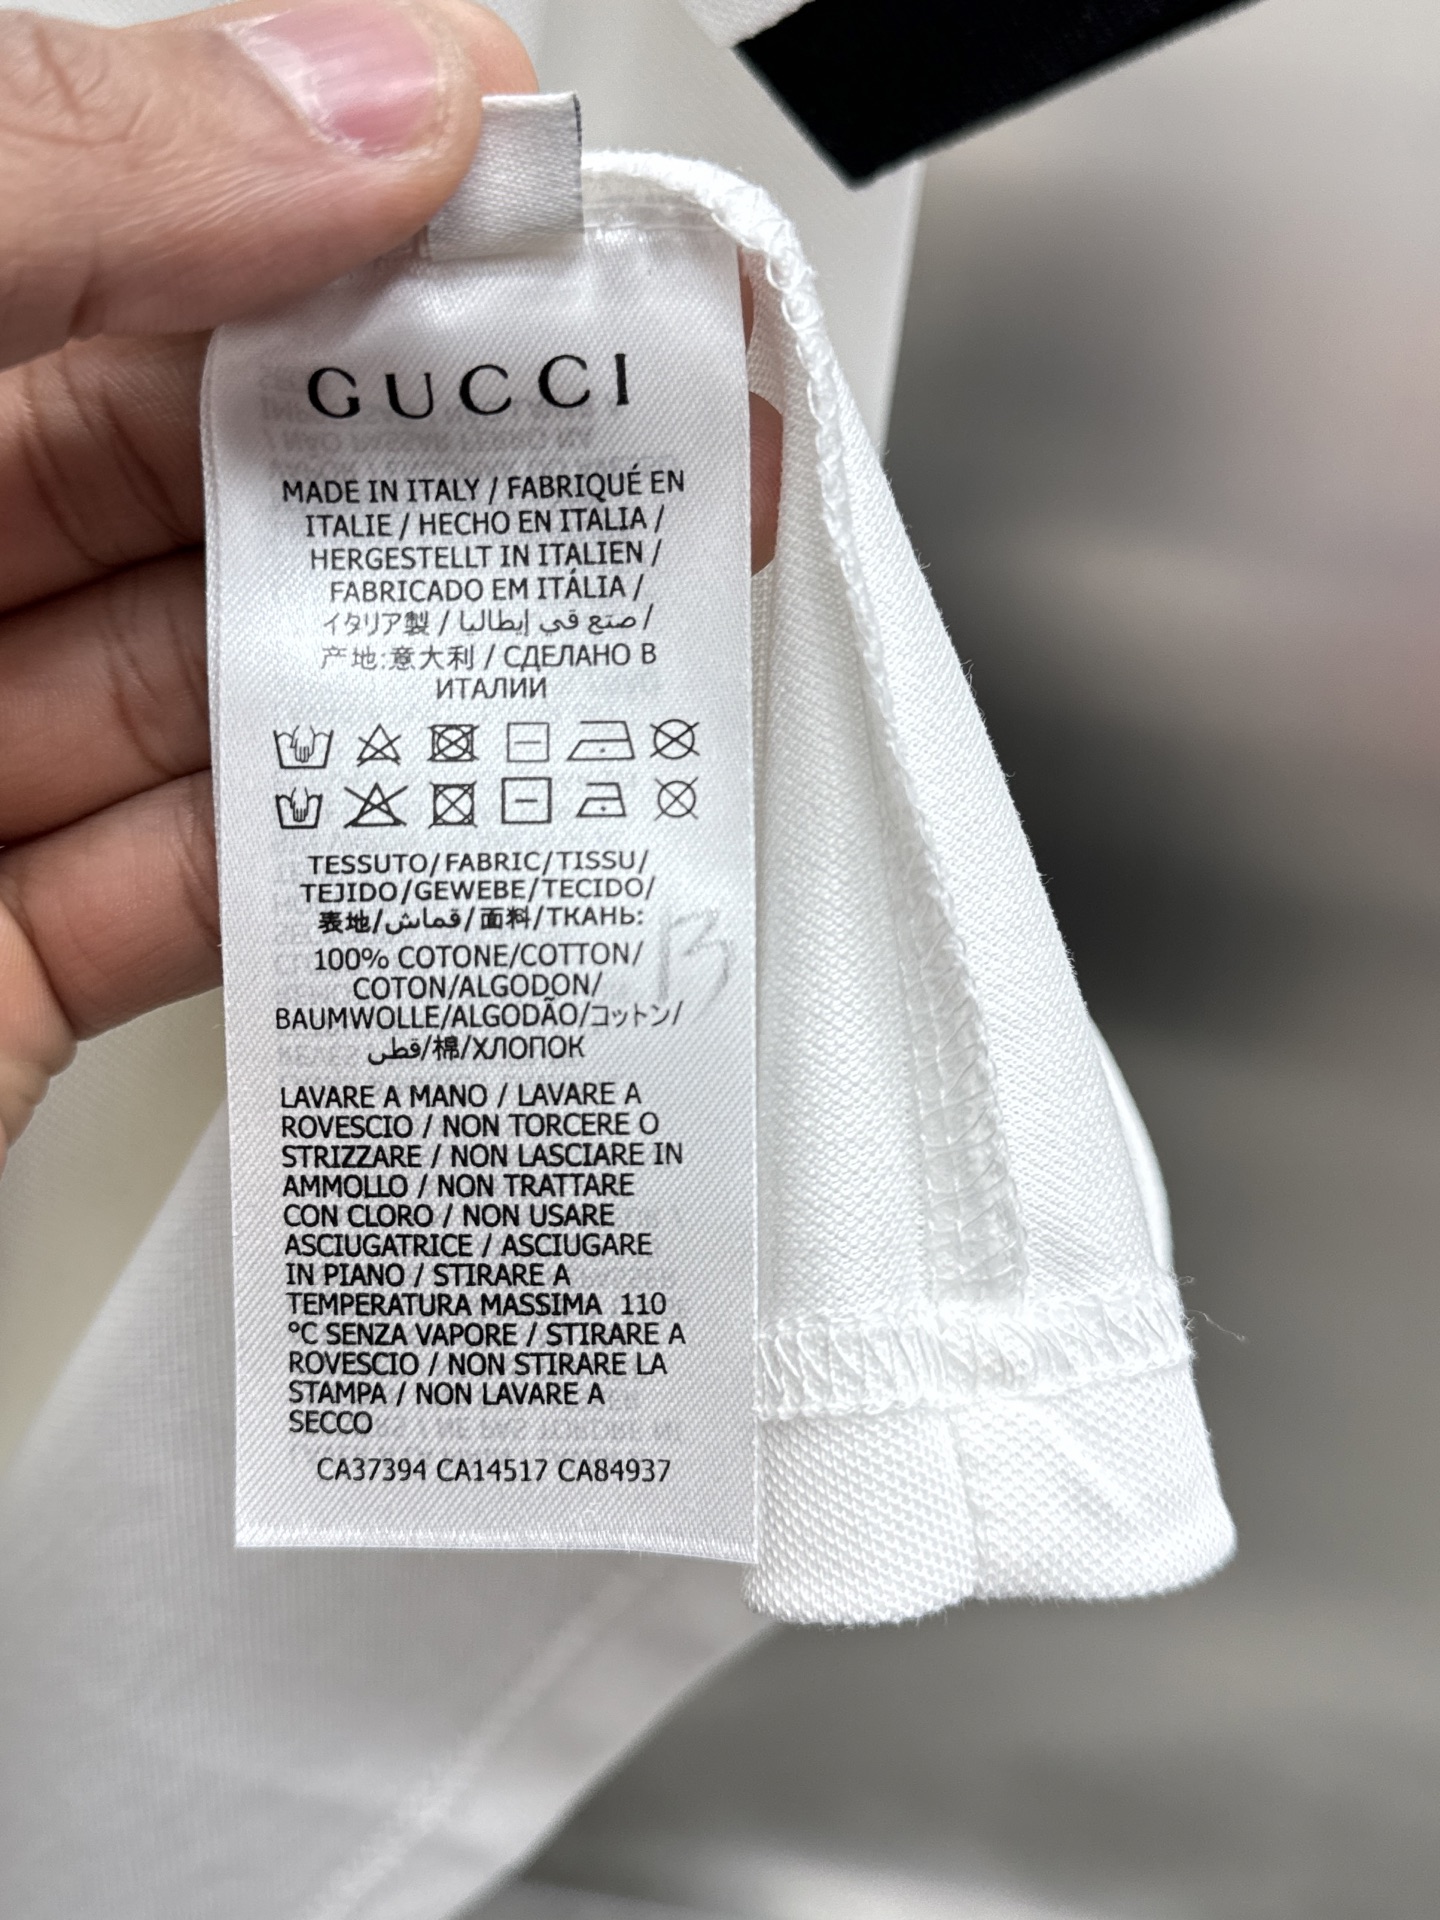 GUCCI
MADE IN ITALY / FABRIQUÉ EN
ITALIE / HECHO EN ITALIA /
HERGESTELLT IN ITALIEN /
FABRICADO EM ITÁLIA /
イタリア製 / صنع في إيطاليا /
产地:意大利 / СДЕЛАНО В
ИТАЛИИ
TESSUTO/FABRIC/TISSU/
TEJIDO/GEWEBE/TECIDO/
表地/قماش/面料/ТКАНЬ:
100% COTONE/COTTON/
COTON/ALGODON/
BAUMWOLLE/ALGODÃO/コットン/
قطن/棉/ХЛОПОК
13
LAVARE A MANO / LAVARE A
ROVESCIO / NON TORCERE O
STRIZZARE / NON LASCIARE IN
AMMOLLO / NON TRATTARE
CON CLORO / NON USARE
ASCIUGATRICE / ASCIUGARE
IN PIANO / STIRARE A
TEMPERATURA MASSIMA 110
°C SENZA VAPORE / STIRARE A
ROVESCIO / NON STIRARE LA
STAMPA / NON LAVARE A
SECCO
CA37394 CA14517 CA84937